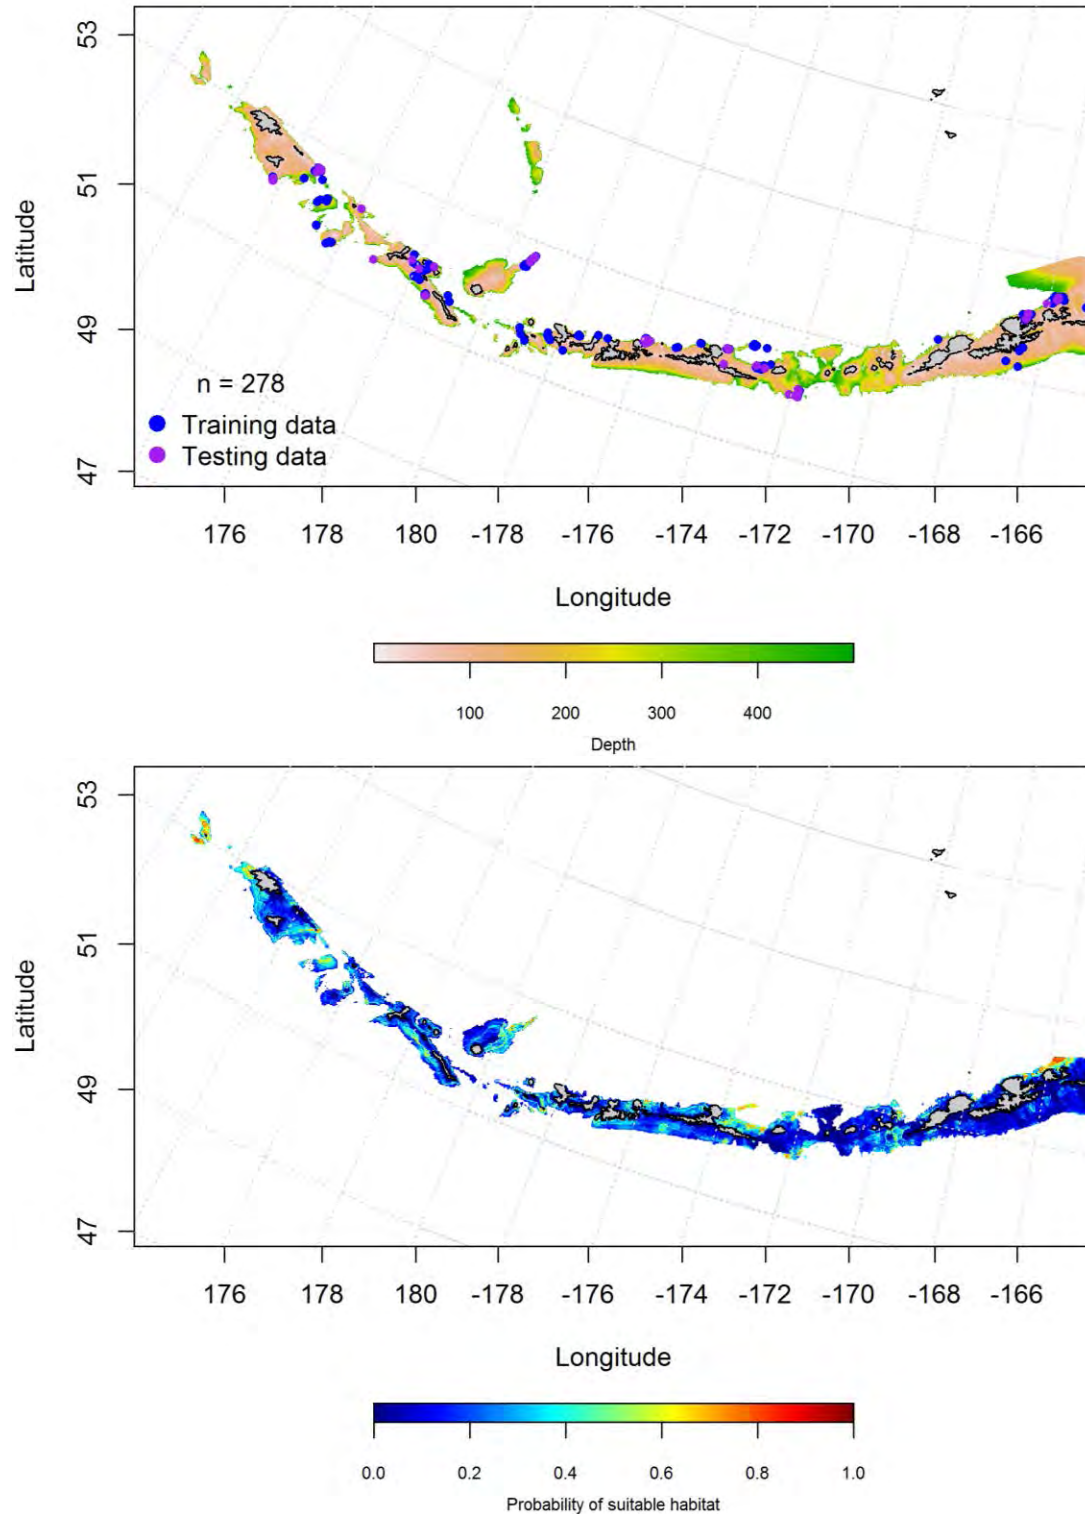 53
51
49
47
Latitude
n = 278
Training data
Testing data
176 178 180 -178 -176 -174 -172 -170 -168 -166
Longitude
100 200 300 400
Depth
53
51
49
47
Latitude
176 178 180 -178 -176 -174 -172 -170 -168 -166
Longitude
0.0 0.2 0.4 0.6 0.8 1.0
Probability of suitable habitat